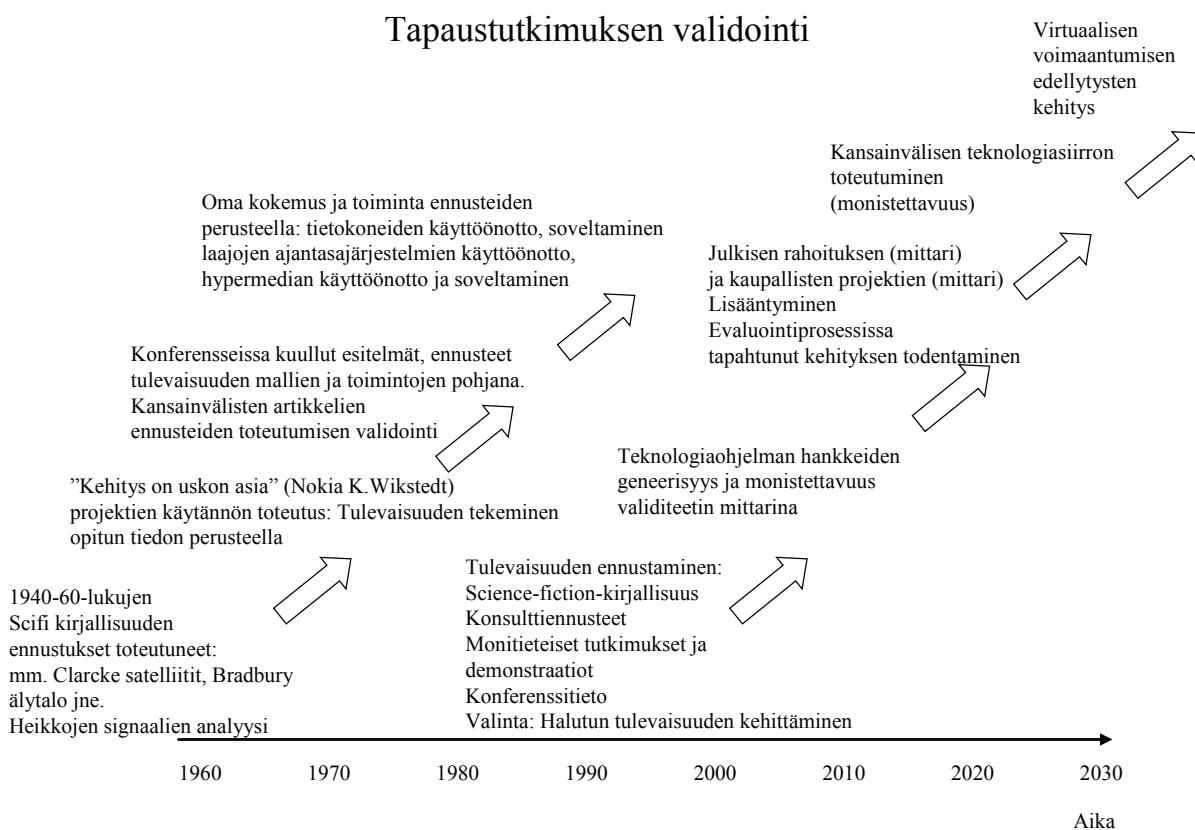 Tapaustutkimuksen validointi
Virtuaalisen
voimaantumisen
edellytysten
kehitys
Kansainvälisen teknologiasiirron
toteutuminen
(monistettavuus)
Oma kokemus ja toiminta ennusteiden
perusteella: tietokoneiden käyttöönotto, soveltaminen
laajojen ajantasajärjestelmien käyttöönotto,
hypermedian käyttöönotto ja soveltaminen
Julkisen rahoituksen (mittari)
ja kaupallisten projektien (mittari)
Lisääntyminen
Evaluointiprosessissa
tapahtunut kehityksen todentaminen
Konferensseissa kuullut esitelmät, ennusteet
tulevaisuuden mallien ja toimintojen pohjana.
Kansainvälisten artikkelien
ennusteiden toteutumisen validointi
Teknologiaohjelman hankkeiden
geneerisyys ja monistettavuus
validiteetin mittarina
”Kehitys on uskon asia” (Nokia K.Wikstedt)
projektien käytännön toteutus: Tulevaisuuden tekeminen
opitun tiedon perusteella
Tulevaisuuden ennustaminen:
Science-fiction-kirjallisuus
Konsulttiennusteet
Monitieteiset tutkimukset ja
demonstraatiot
Konferenssitieto
Valinta: Halutun tulevaisuuden kehittäminen
1940-60-lukujen
Scifi kirjallisuuden
ennustukset toteutuneet:
mm. Clarcke satelliitit, Bradbury
älytalo jne.
Heikkojen signaalien analyysi
1960 1970 1980 1990 2000 2010 2020 2030
Aika